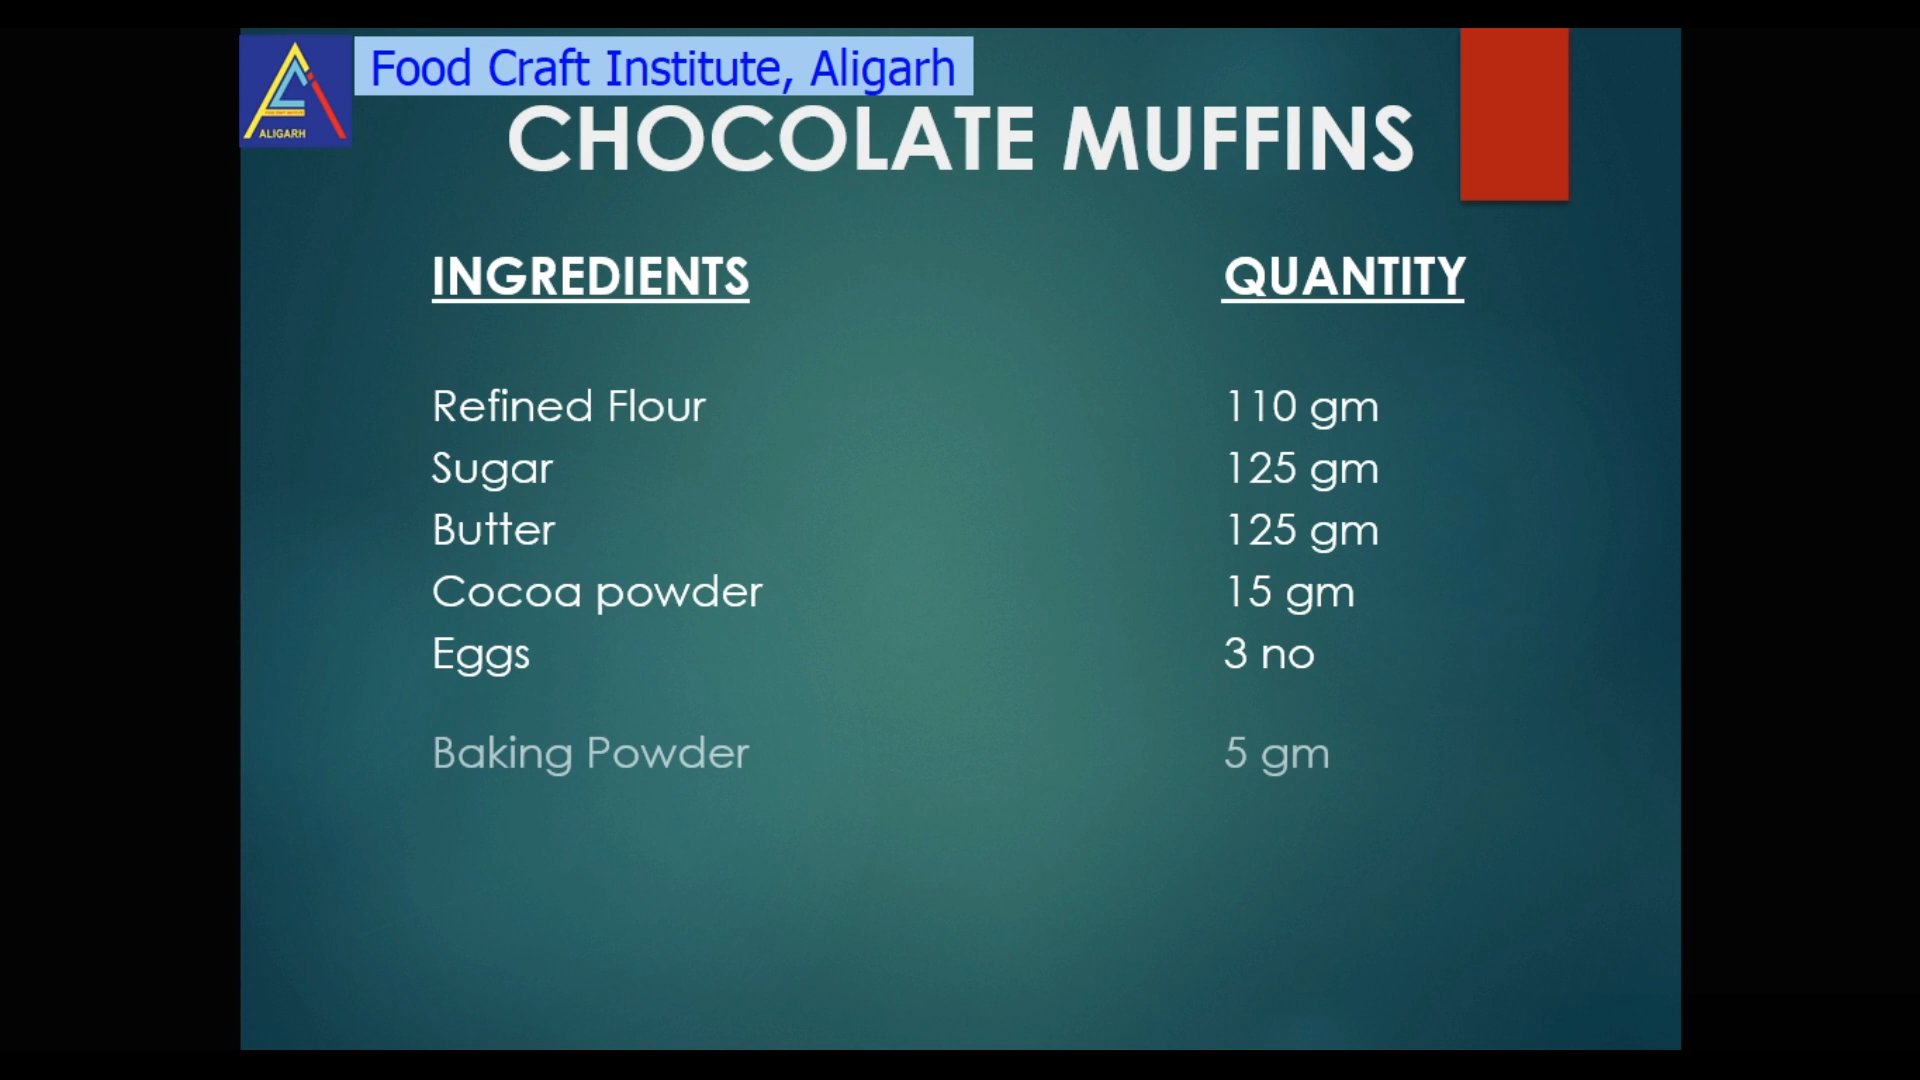 Food Craft Institute, Aligarh
ALIGARH
CHOCOLATE MUFFINS
INGREDIENTS QUANTITY
Refined Flour 110 gm
Sugar 125 gm
Butter 125 gm
Cocoa powder 15 gm
Eggs 3 no
Baking Powder 5 gm